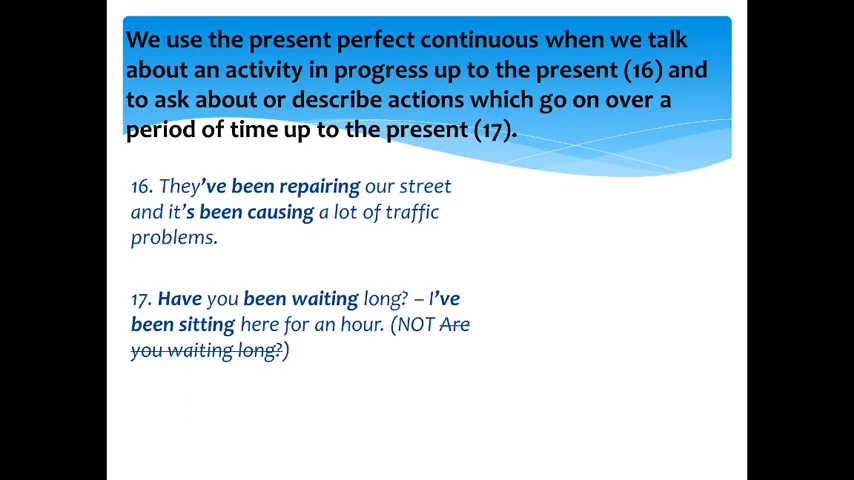 We use the present perfect continuous when we talk
about an activity in progress up to the present (16) and
to ask about or describe actions which go on over a
period of time up to the present (17).
16. They've been repairing our street
and it's been causing a lot of traffic
problems.
17. Have you been waiting long? – I've
been sitting here for an hour. (NOT Are
you waiting long?)